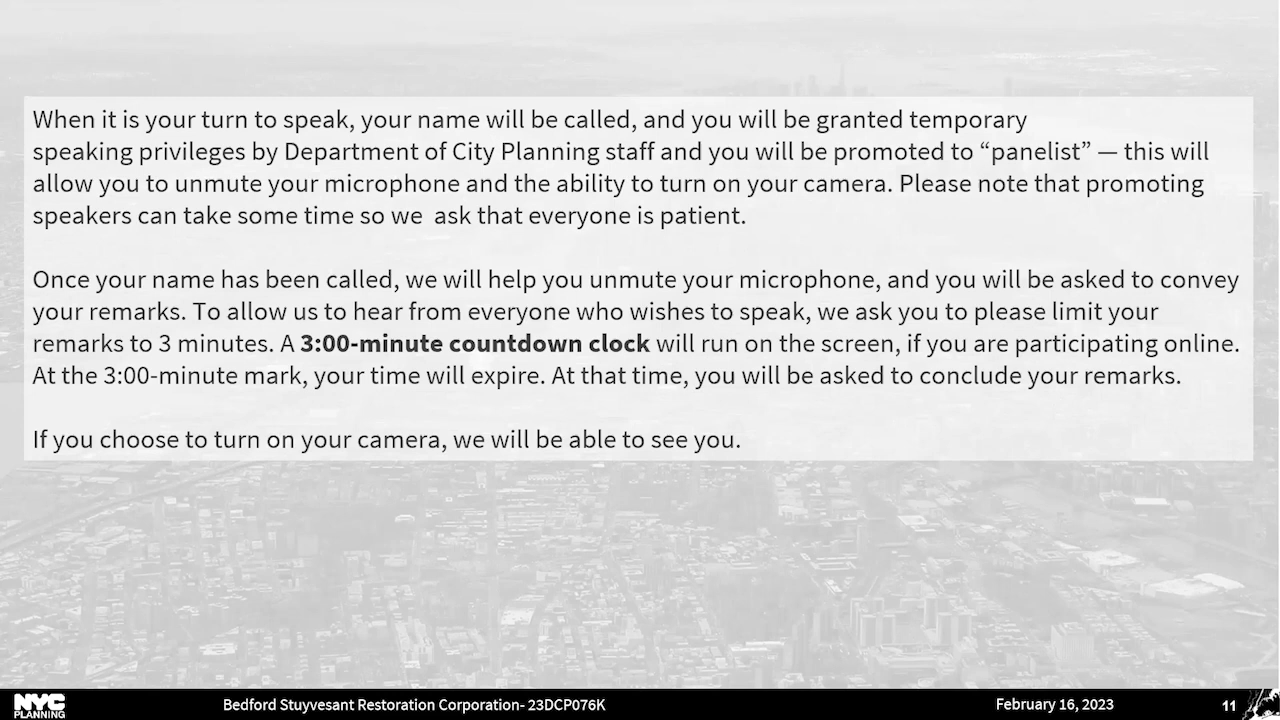 When it is your turn to speak, your name will be called, and you will be granted temporary
speaking privileges by Department of City Planning staff and you will be promoted to “panelist” — this will
allow you to unmute your microphone and the ability to turn on your camera. Please note that promoting
speakers can take some time so we  ask that everyone is patient.
Once your name has been called, we will help you unmute your microphone, and you will be asked to convey
your remarks. To allow us to hear from everyone who wishes to speak, we ask you to please limit your
remarks to 3 minutes. A 3:00-minute countdown clock will run on the screen, if you are participating online.
At the 3:00-minute mark, your time will expire. At that time, you will be asked to conclude your remarks.
If you choose to turn on your camera, we will be able to see you.
NYC
PLANNING
Bedford Stuyvesant Restoration Corporation- 23DCP076K
February 16, 2023
11